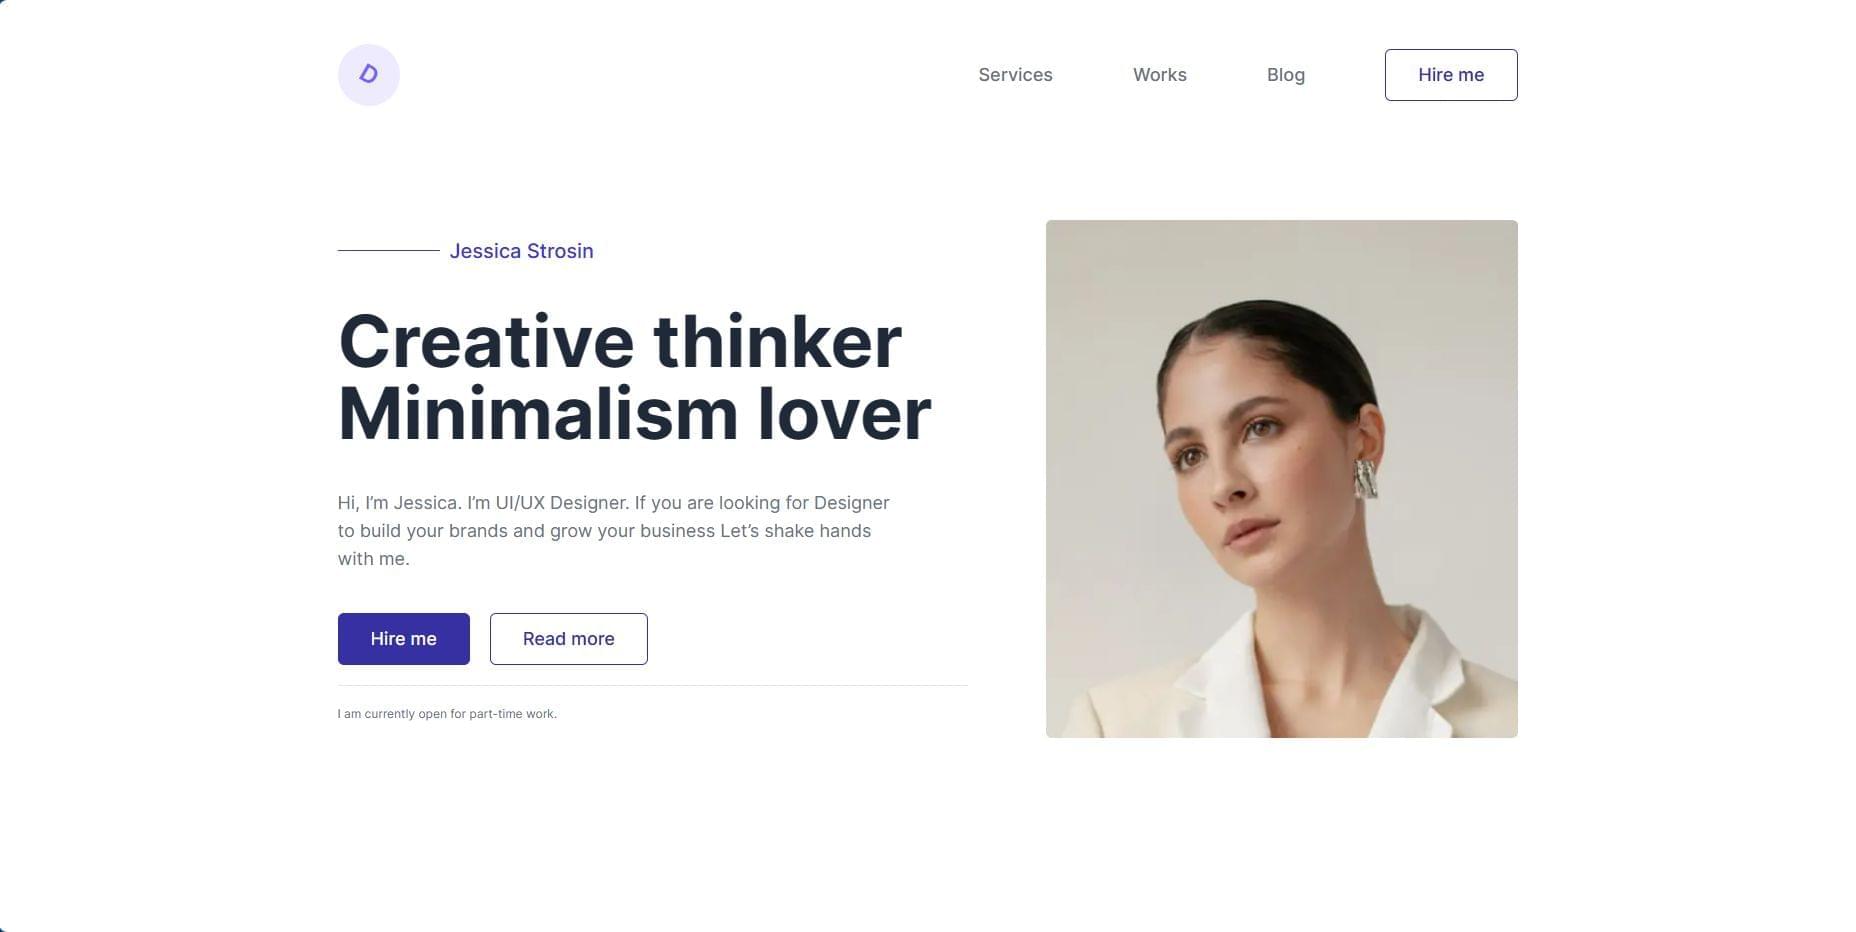 D
Services
Works
Blog
Hire me
Jessica Strosin
Creative thinker
Minimalism lover
Hi, I’m Jessica. I’m UI/UX Designer. If you are looking for Designer
to build your brands and grow your business Let’s shake hands
with me.
Hire me
Read more
I am currently open for part-time work.